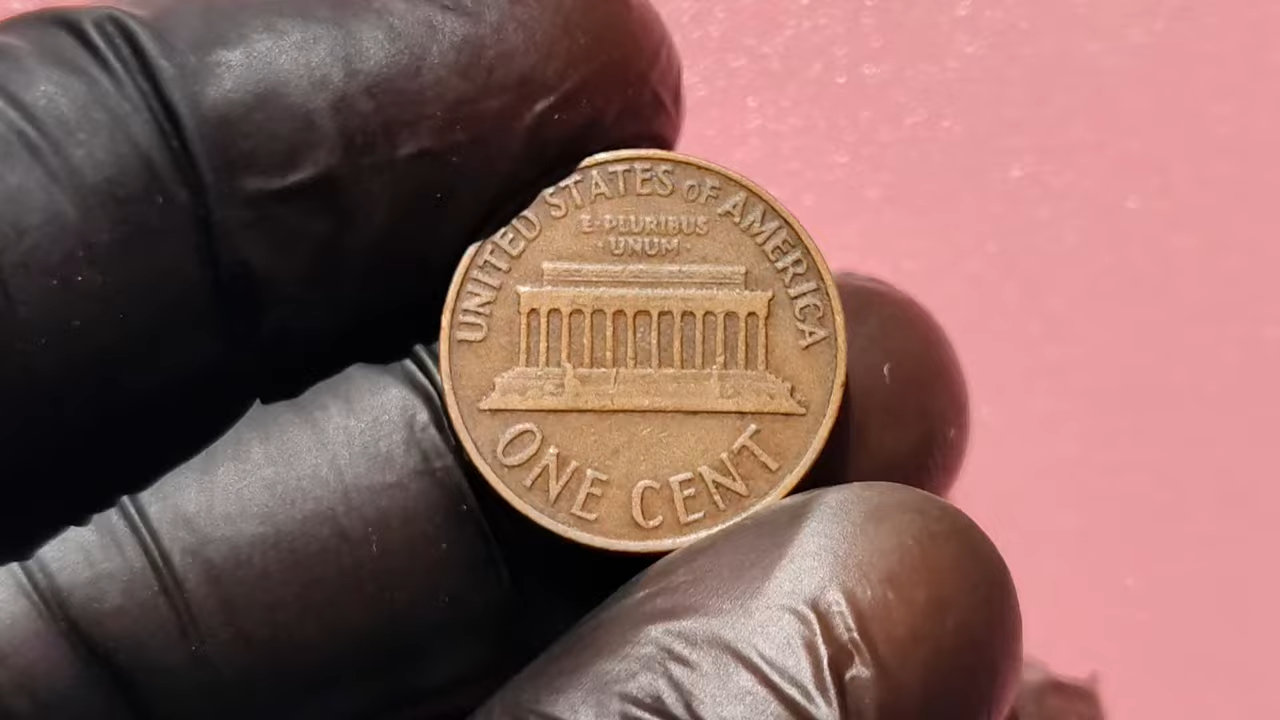 UNITED STATES OF AMERICA
E·PLURIBUS
·UNUM·
ONE CENT